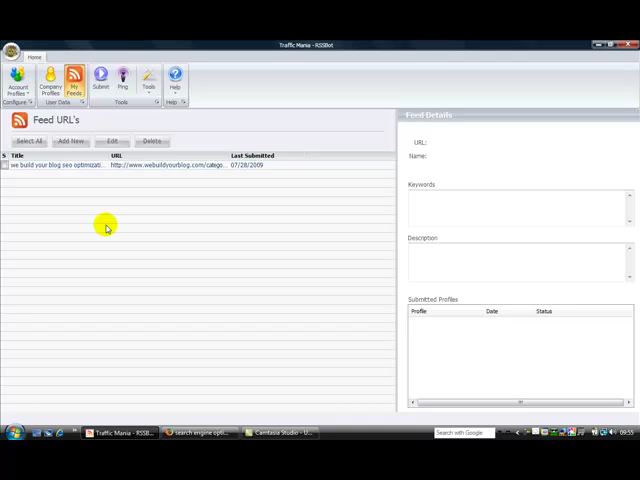 Traffic Mania - RSSBot
Home
Account Profiles
Company Profiles
My Feeds
Submit
Ping
Tools
Help
Configure
User Data
Tools
Help
Feed URL's
Select All
Add New
Edit
Delete
S Title URL Last Submitted
we build your blog seo optimizati... http://www.webuildyourblog.com/catego... 07/28/2009
Feed Details
URL:
Name:
Keywords
Description
Submitted Profiles
Profile Date Status
Traffic Mania - RSSB...
search engine opti...
Camtasia Studio - U...
Search with Google
09:55